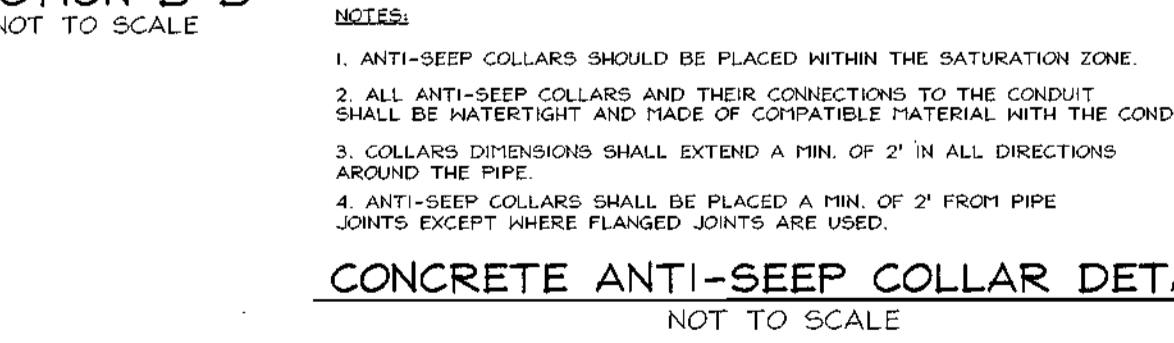 NOT TO SCALE
NOTES:
1. ANTI-SEEP COLLARS SHOULD BE PLACED WITHIN THE SATURATION ZONE.
2. ALL ANTI-SEEP COLLARS AND THEIR CONNECTIONS TO THE CONDUIT
SHALL BE WATERTIGHT AND MADE OF COMPATIBLE MATERIAL WITH THE COND
3. COLLARS DIMENSIONS SHALL EXTEND A MIN. OF 2' IN ALL DIRECTIONS
AROUND THE PIPE.
4. ANTI-SEEP COLLARS SHALL BE PLACED A MIN. OF 2' FROM PIPE
JOINTS EXCEPT WHERE FLANGED JOINTS ARE USED.
CONCRETE ANTI-SEEP COLLAR DET
NOT TO SCALE